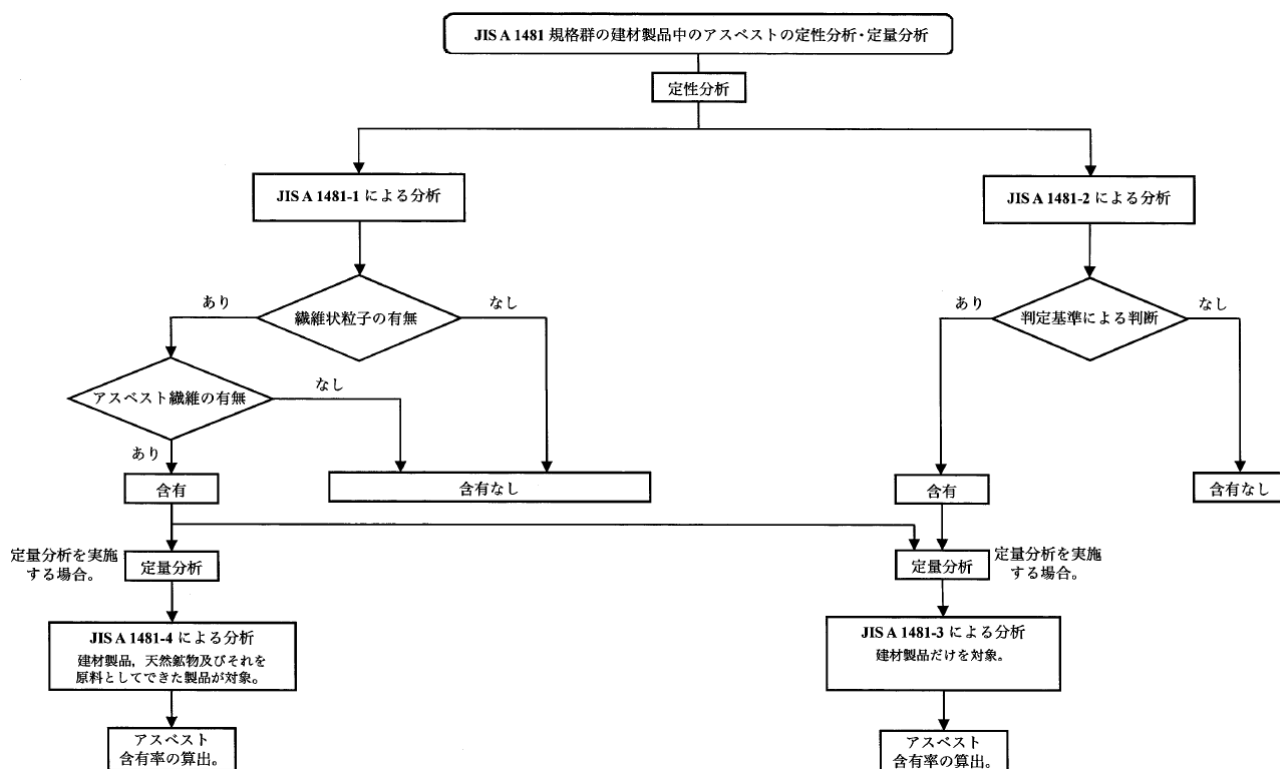 JIS A 1481 規格群の建材製品中のアスベストの定性分析・定量分析
定性分析
JIS A 1481-1 による分析
JIS A 1481-2 による分析
あり
なし
繊維状粒子の有無
あり
なし
判定基準による判断
アスベスト繊維の有無
なし
あり
含有
含有なし
含有
含有なし
定量分析を実施
する場合。
定量分析
定量分析
定量分析を実施
する場合。
JIS A 1481-4 による分析
建材製品，天然鉱物及びそれを
原料としてできた製品が対象。
JIS A 1481-3 による分析
建材製品だけを対象。
アスベスト
含有率の算出。
アスベスト
含有率の算出。